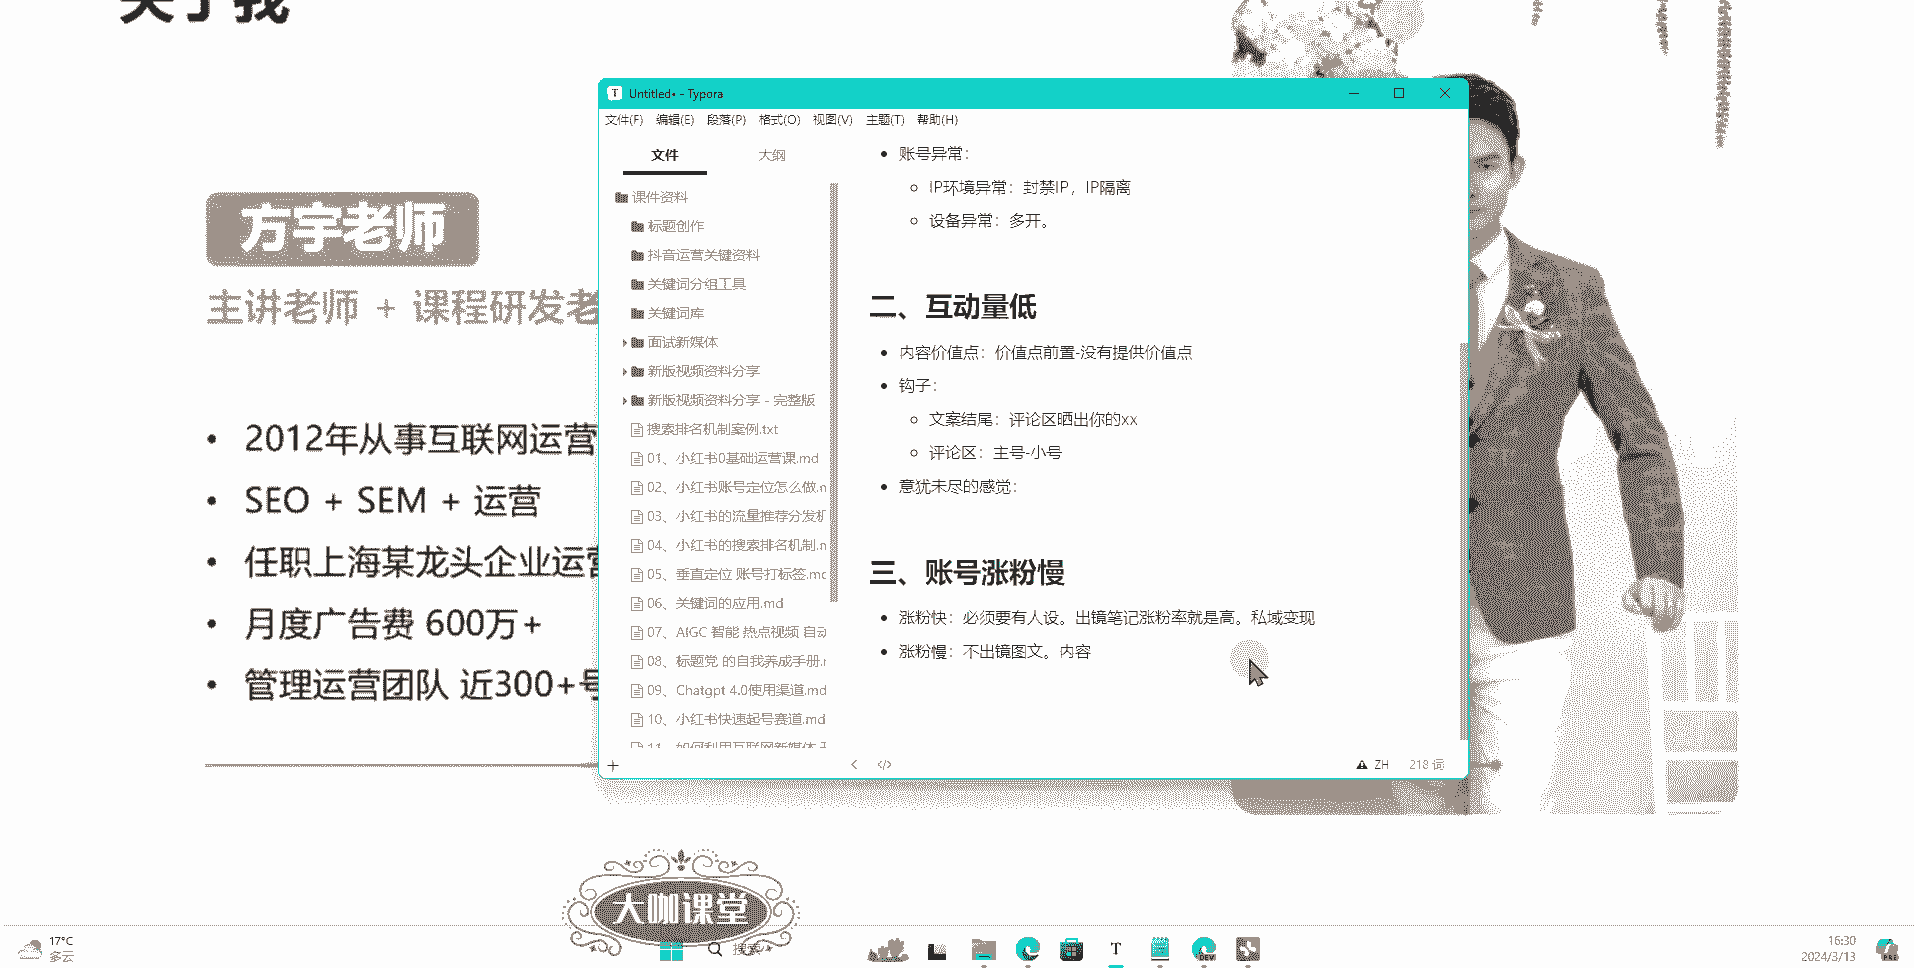 关于我
方宇老师
主讲老师 + 课程研发老
• 2012年从事互联网运营
• SEO + SEM + 运营
• 任职上海某龙头企业运营
• 月度广告费 600万+
• 管理运营团队 近300+号
Untitled• - Typora
文件(F) 编辑(E) 段落(P) 格式(O) 视图(V) 主题(T) 帮助(H)
文件 大纲
课件资料
标题创作
抖音运营关键资料
关键词分组工具
关键词库
面试新媒体
新版视频资料分享
新版视频资料分享 - 完整版
搜索排名机制案例.txt
01、小红书0基础运营课.md
02、小红书账号定位怎么做.m
03、小红书的流量推荐分发机
04、小红书的搜索排名机制.m
05、垂直定位 账号打标签.mc
06、关键词的应用.md
07、AIGC 智能 热点视频 自动
08、标题党 的自我养成手册.r
09、Chatgpt 4.0使用渠道.md
10、小红书快速起号赛道.md
11、如何利用互联网新媒体
• 账号异常：
◦ IP环境异常：封禁IP，IP隔离
◦ 设备异常：多开。
二、互动量低
• 内容价值点：价值点前置-没有提供价值点
• 钩子：
◦ 文案结尾：评论区晒出你的xx
◦ 评论区：主号-小号
• 意犹未尽的感觉：
三、账号涨粉慢
• 涨粉快：必须要有人设。出镜笔记涨粉率就是高。私域变现
• 涨粉慢：不出镜图文。内容
ZH 218 词
大咖课堂
17°C
多云
搜索
T
DEV
16:30
2024/3/13
PRE